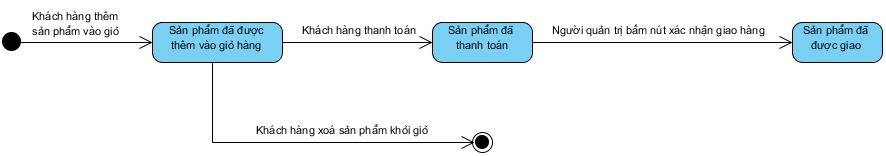 Khách hàng thêm
sản phẩm vào giỏ
Sản phẩm đã được
thêm vào giỏ hàng
Khách hàng thanh toán
Sản phẩm đã
thanh toán
Người quản trị bấm nút xác nhận giao hàng
Sản phẩm đã
được giao
Khách hàng xoá sản phẩm khỏi giỏ